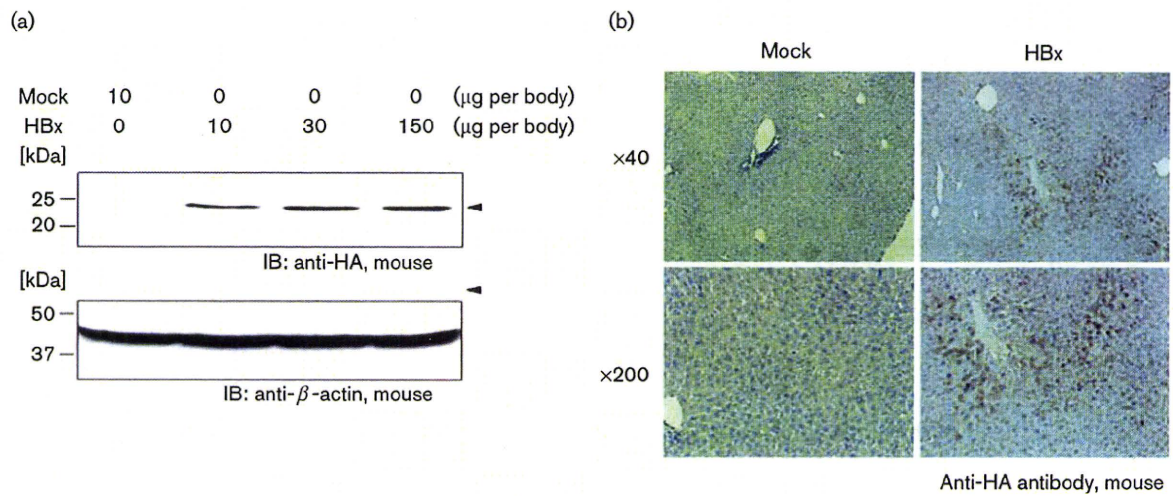 (a)
Mock 10 0 0 0 (μg per body)
HBx 0 10 30 150 (μg per body)
[kDa]
25
20
IB: anti-HA, mouse
[kDa]
50
37
IB: anti-β-actin, mouse
(b)
Mock HBx
×40
×200
Anti-HA antibody, mouse